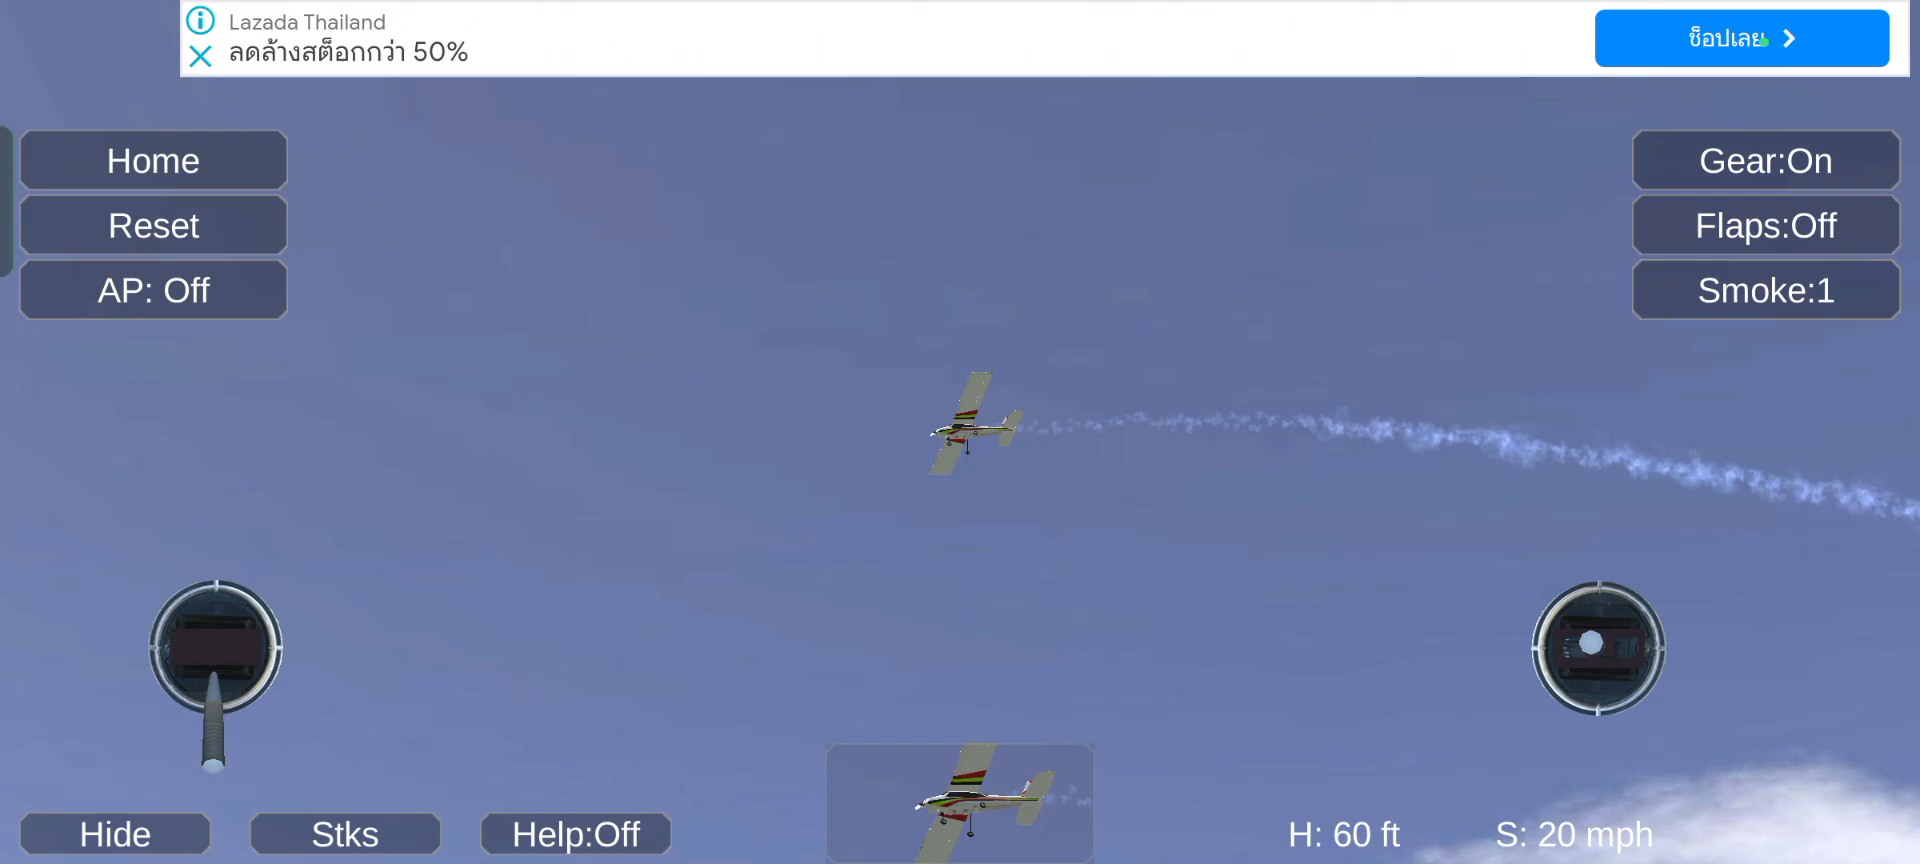 Lazada Thailand
ลดล้างสต็อกกว่า 50%
ช็อปเลย
Home
Reset
AP: Off
Gear:On
Flaps:Off
Smoke:1
Hide
Stks
Help:Off
H: 60 ft
S: 20 mph